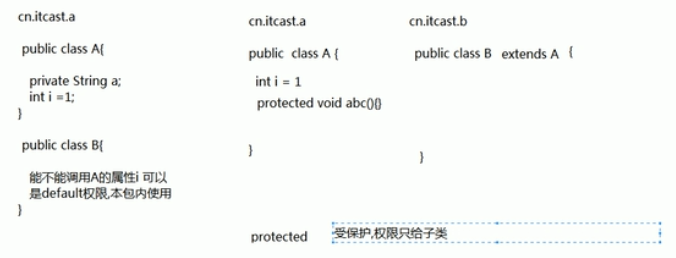 cn.itcast.a
public class A{
private String a;
int i =1;
}
public class B{
能不能调用A的属性i 可以
是default权限,本包内使用
}
cn.itcast.a
public class A {
int i = 1
protected void abc(){}
}
cn.itcast.b
public class B extends A {
}
protected
受保护,权限只给子类